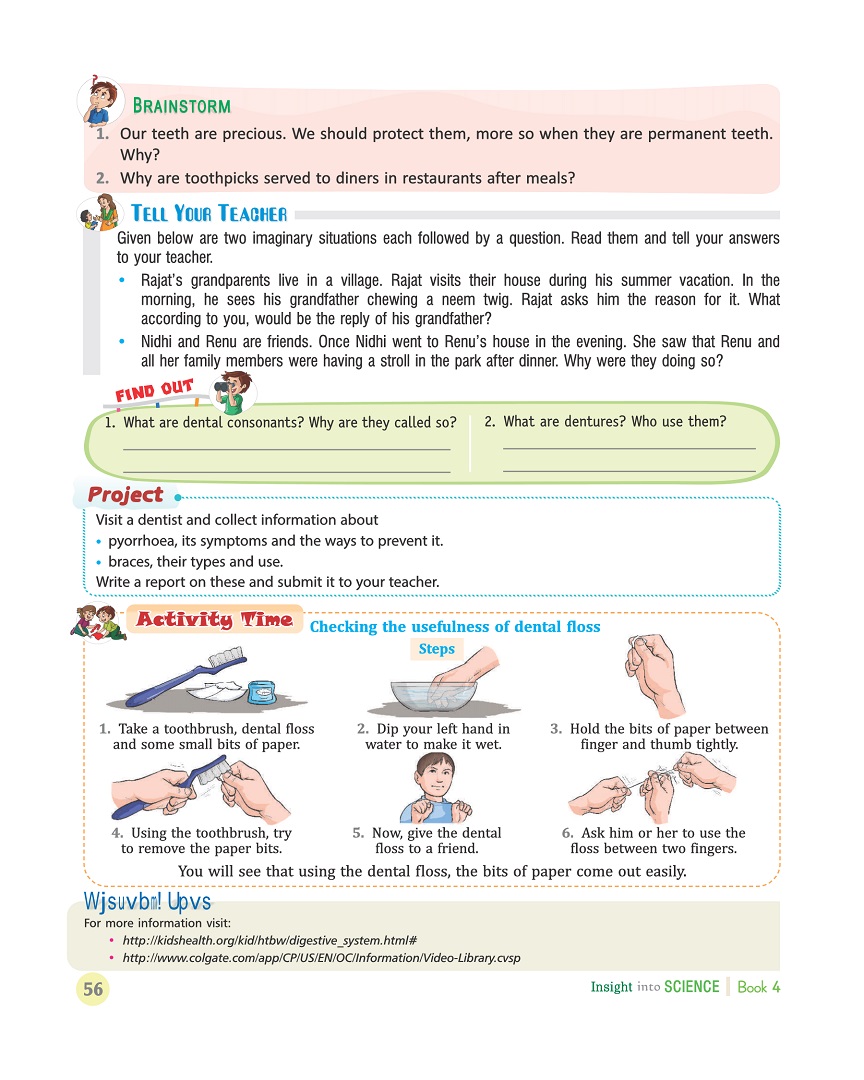 ?
BRAINSTORM
1. Our teeth are precious. We should protect them, more so when they are permanent teeth.
Why?
2. Why are toothpicks served to diners in restaurants after meals?
TELL YOUR TEACHER
Given below are two imaginary situations each followed by a question. Read them and tell your answers
to your teacher.
• Rajat's grandparents live in a village. Rajat visits their house during his summer vacation. In the
morning, he sees his grandfather chewing a neem twig. Rajat asks him the reason for it. What
according to you, would be the reply of his grandfather?
• Nidhi and Renu are friends. Once Nidhi went to Renu's house in the evening. She saw that Renu and
all her family members were having a stroll in the park after dinner. Why were they doing so?
FIND OUT
1. What are dental consonants? Why are they called so?
2. What are dentures? Who use them?
Project
Visit a dentist and collect information about
• pyorrhoea, its symptoms and the ways to prevent it.
• braces, their types and use.
Write a report on these and submit it to your teacher.
Activity Time
Checking the usefulness of dental floss
Steps
1. Take a toothbrush, dental floss
and some small bits of paper.
2. Dip your left hand in
water to make it wet.
3. Hold the bits of paper between
finger and thumb tightly.
4. Using the toothbrush, try
to remove the paper bits.
5. Now, give the dental
floss to a friend.
6. Ask him or her to use the
floss between two fingers.
You will see that using the dental floss, the bits of paper come out easily.
Wjsuvbm! Upvs
For more information visit:
• http://kidshealth.org/kid/htbw/digestive_system.html#
• http://www.colgate.com/app/CP/US/EN/OC/Information/Video-Library.cvsp
56
Insight into SCIENCE | Book 4